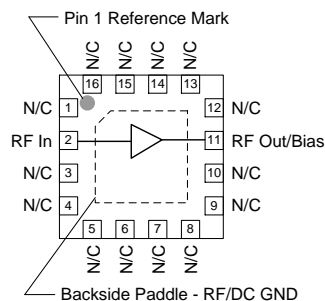 Pin 1 Reference Mark
N/C N/C N/C N/C
16 15 14 13
N/C 1 12 N/C
RF In 2 11 RF Out/Bias
N/C 3 10 N/C
N/C 4 9 N/C
5 6 7 8
N/C N/C N/C N/C
Backside Paddle - RF/DC GND